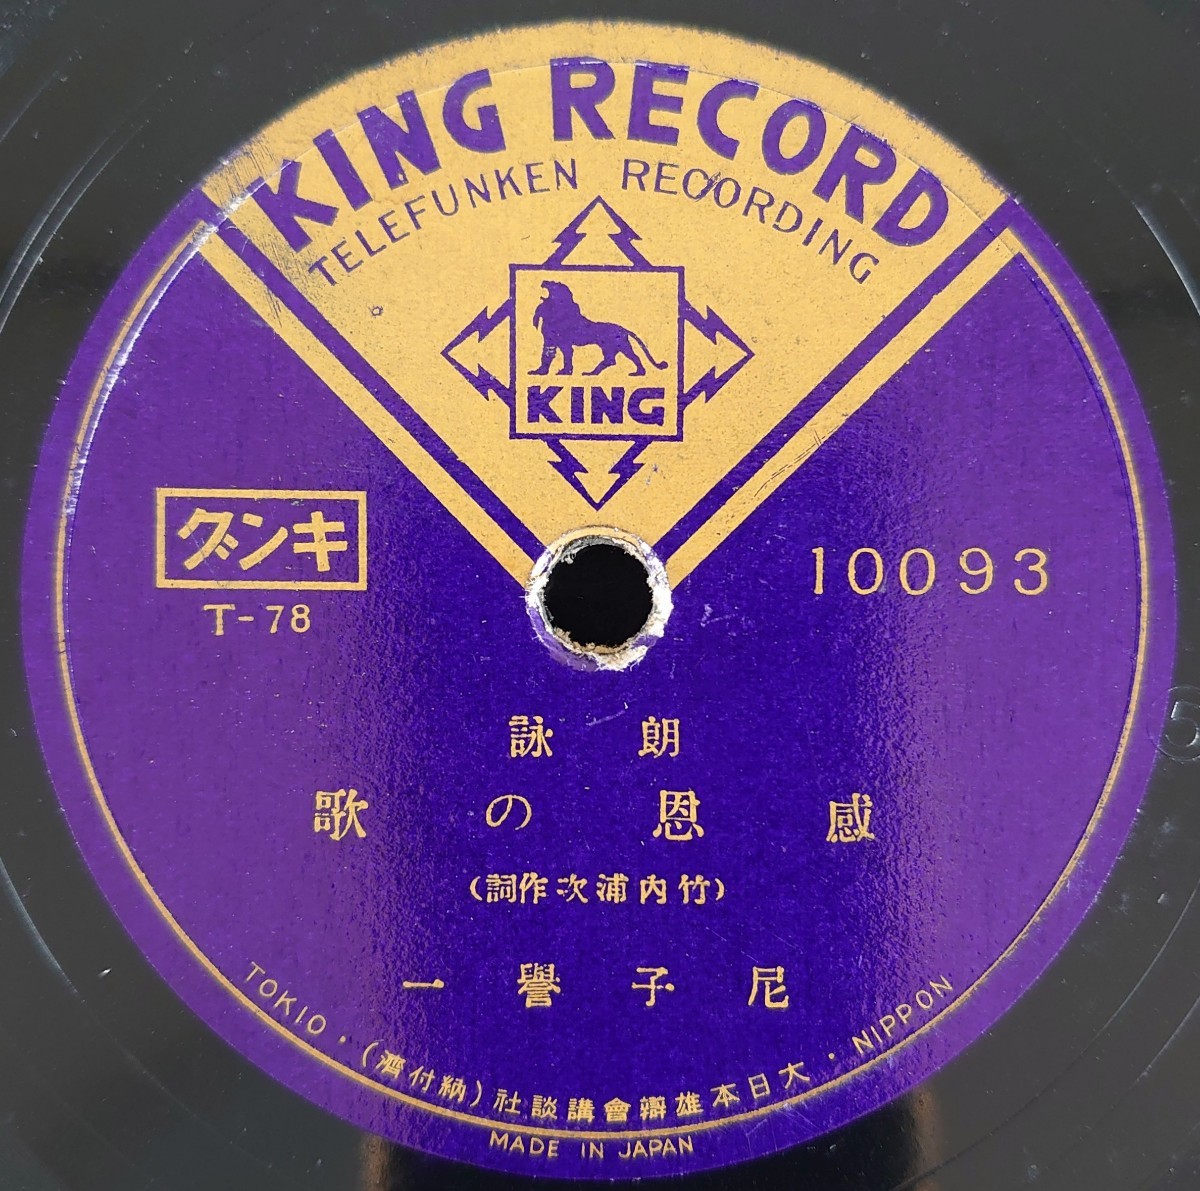 KING RECORD
TELEFUNKEN RECORDING
KING
キング
T-78
10093
朗詠
感恩の歌
(竹内浦次作詞)
尼子譽一
TOKIO・(納付濟)大日本雄辯會講談社・NIPPON
MADE IN JAPAN